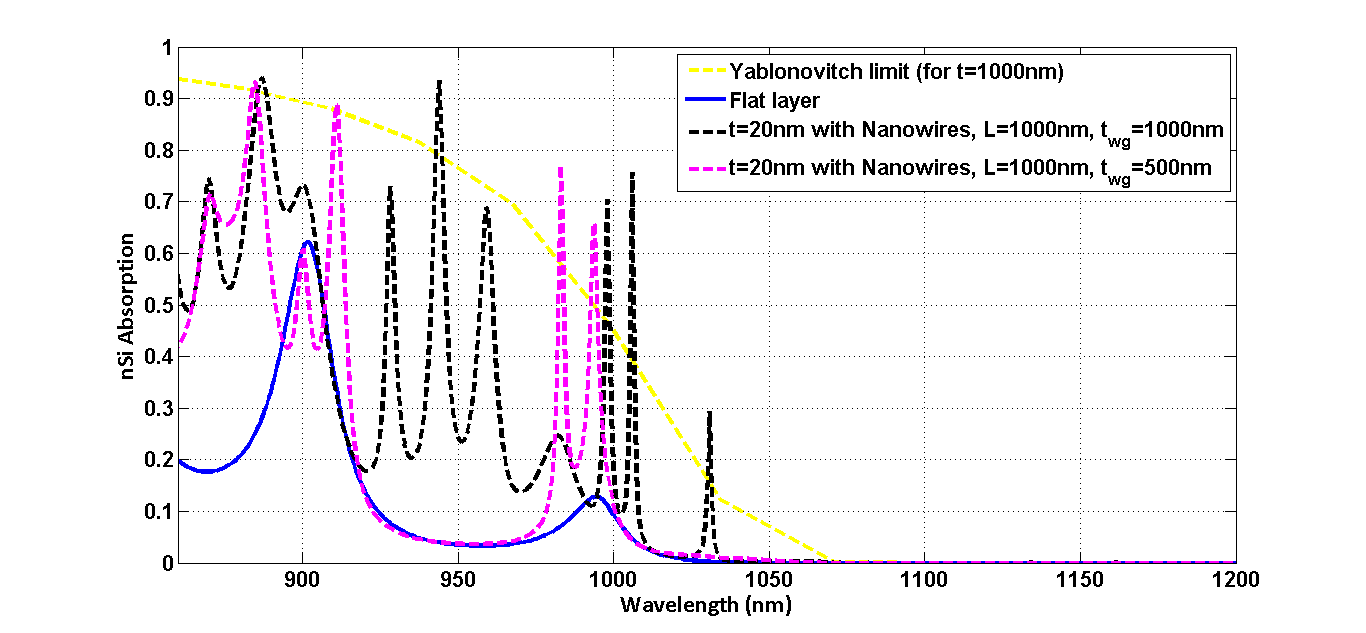 1
0.9
0.8
0.7
0.6
0.5
0.4
0.3
0.2
0.1
0
nSi Absorption
Yablonovitch limit (for t=1000nm)
Flat layer
t=20nm with Nanowires, L=1000nm, twg=1000nm
t=20nm with Nanowires, L=1000nm, twg=500nm
900 950 1000 1050 1100 1150 1200
Wavelength (nm)